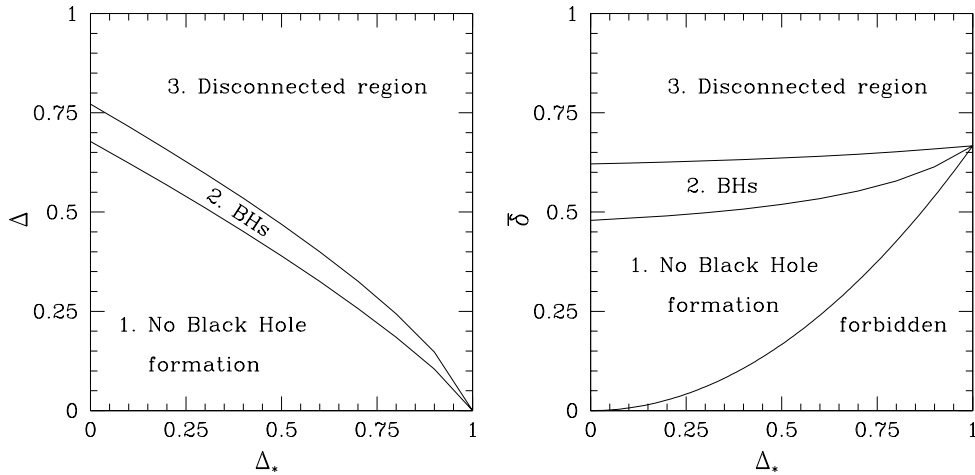 1
0.75
0.5
0.25
0
Δ
3. Disconnected region
2. BHs
1. No Black Hole
formation
0
0.25
0.5
0.75
1
Δ*
1
0.75
0.5
0.25
0
δ̅
3. Disconnected region
2. BHs
1. No Black Hole
formation
forbidden
0
0.25
0.5
0.75
1
Δ*